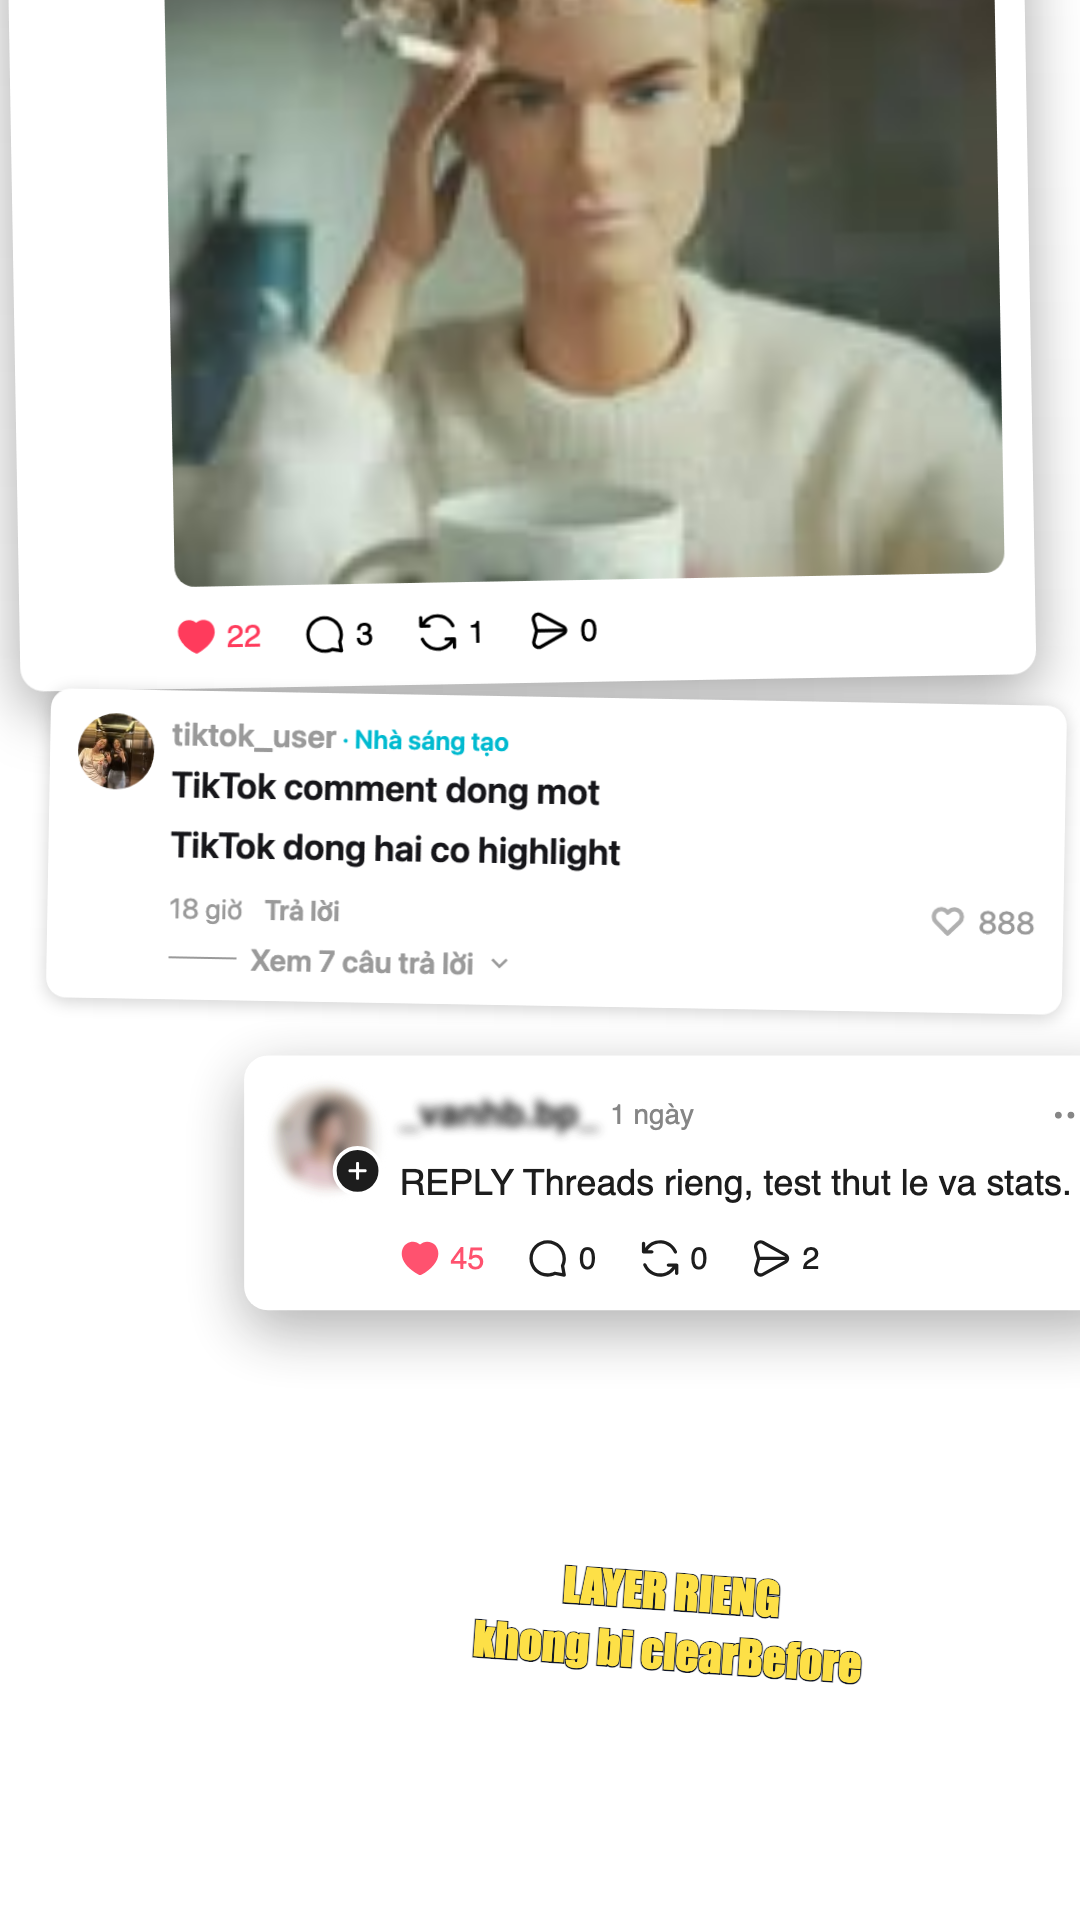 22 3 1 0
tiktok_user · Nhà sáng tạo
TikTok comment dong mot
TikTok dong hai co highlight
18 giờ Trả lời 888
Xem 7 câu trả lời
_vanhb.bp_ 1 ngày
REPLY Threads rieng, test thut le va stats.
45 0 0 2
LAYER RIENG
khong bi clearBefore